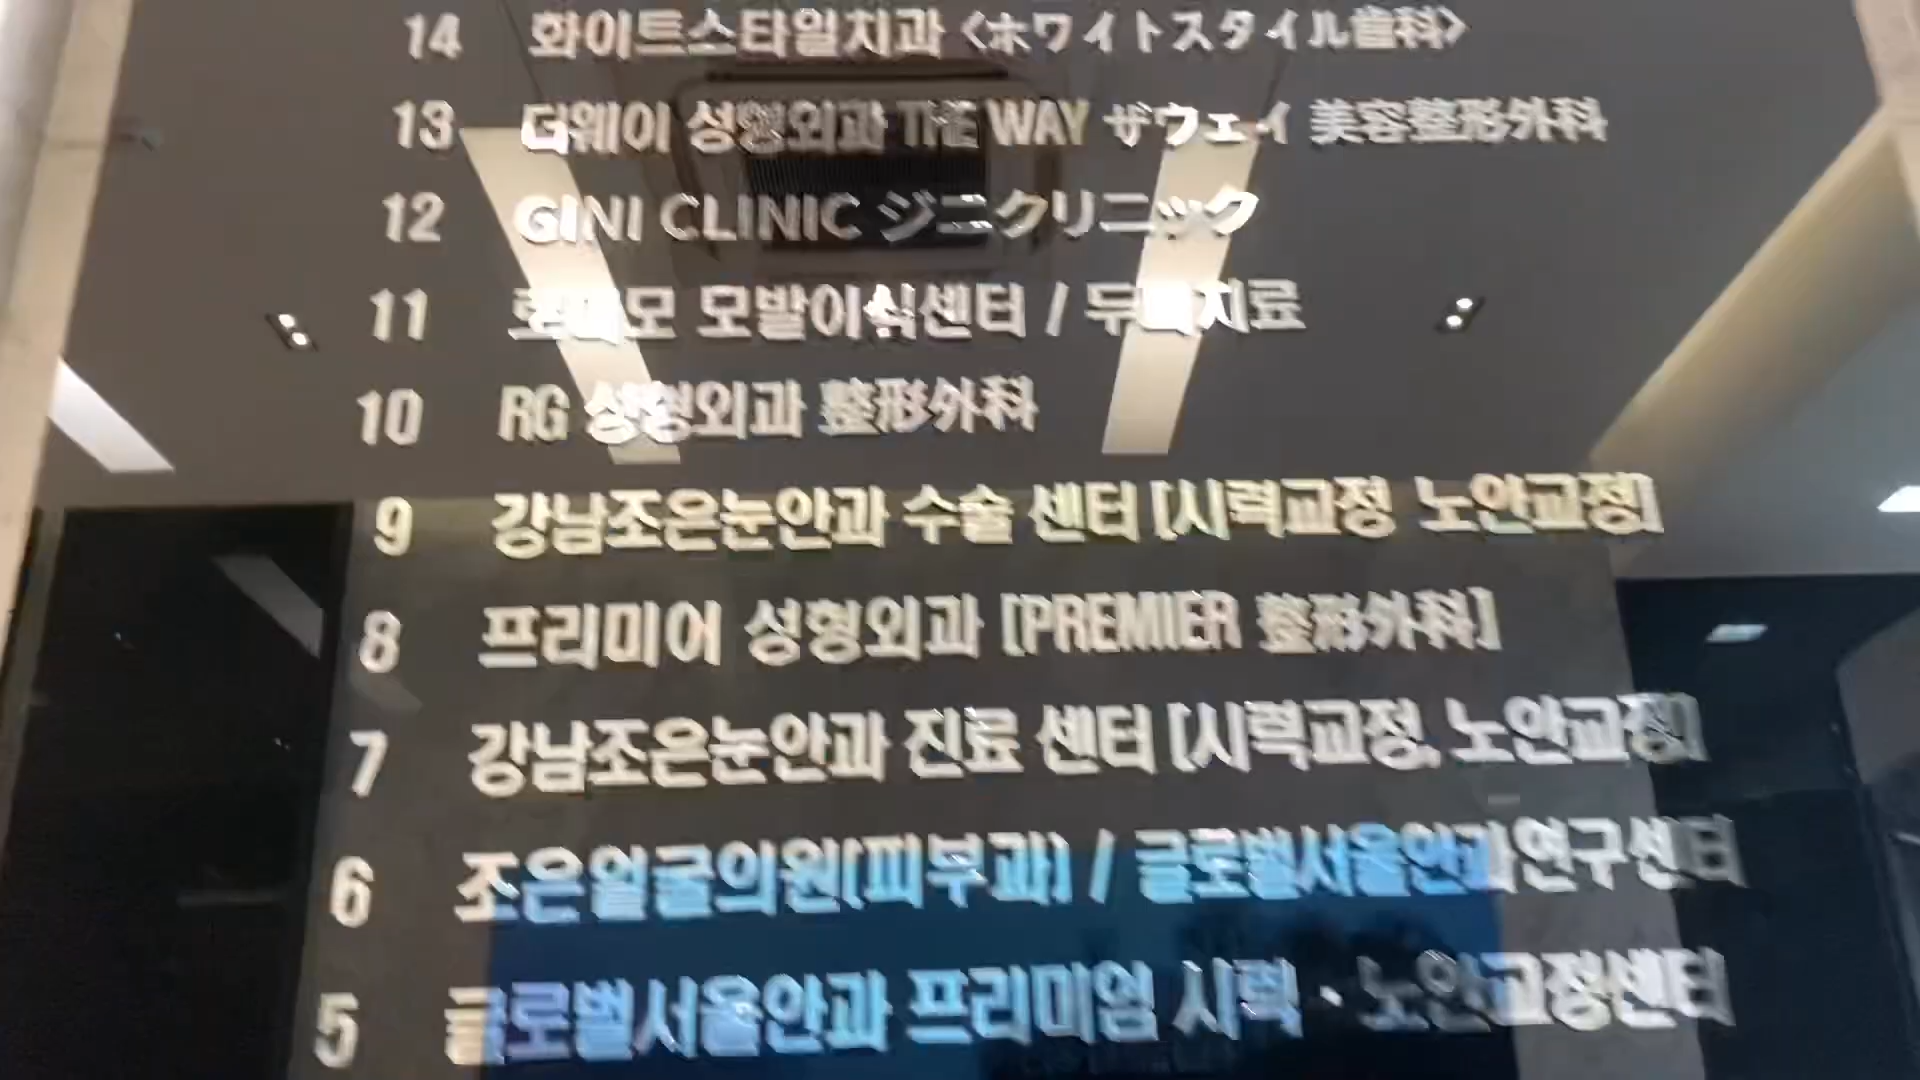 14 화이트스타일치과 <ホワイトスタイル歯科>
13 더웨이 성형외과 THE WAY ザウェイ 美容整形外科
12 GINI CLINIC ジニクリニック
11 모발이식센터 / 두피치료
10 RG 성형외과 整形外科
9 강남조은눈안과 수술 센터 [시력교정 노안교정]
8 프리미어 성형외과 [PREMIER 整形外科]
7 강남조은눈안과 진료 센터 [시력교정, 노안교정]
6 조은얼굴의원(피부과) / 글로벌서울안과연구센터
5 글로벌서울안과 프리미엄 시력 · 노안교정센터